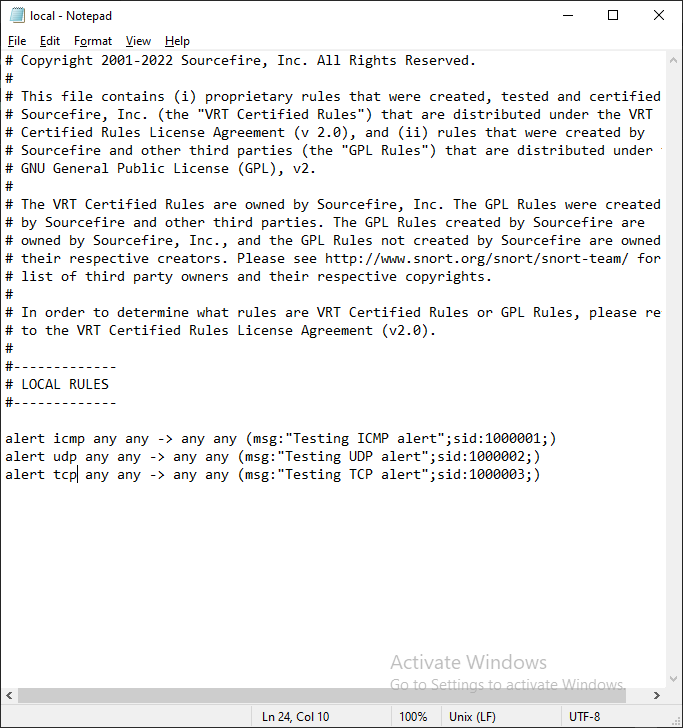 local - Notepad
File Edit Format View Help
# Copyright 2001-2022 Sourcefire, Inc. All Rights Reserved.
#
# This file contains (i) proprietary rules that were created, tested and certified
# Sourcefire, Inc. (the "VRT Certified Rules") that are distributed under the VRT
# Certified Rules License Agreement (v 2.0), and (ii) rules that were created by
# Sourcefire and other third parties (the "GPL Rules") that are distributed under
# GNU General Public License (GPL), v2.
#
# The VRT Certified Rules are owned by Sourcefire, Inc. The GPL Rules were created
# by Sourcefire and other third parties. The GPL Rules created by Sourcefire are
# owned by Sourcefire, Inc., and the GPL Rules not created by Sourcefire are owned
# their respective creators. Please see http://www.snort.org/snort/snort-team/ for
# list of third party owners and their respective copyrights.
#
# In order to determine what rules are VRT Certified Rules or GPL Rules, please re
# to the VRT Certified Rules License Agreement (v2.0).
#
#-------------
# LOCAL RULES
#-------------
alert icmp any any -> any any (msg:"Testing ICMP alert";sid:1000001;)
alert udp any any -> any any (msg:"Testing UDP alert";sid:1000002;)
alert tcp any any -> any any (msg:"Testing TCP alert";sid:1000003;)
Activate Windows
Go to Settings to activate Windows.
Ln 24, Col 10 100% Unix (LF) UTF-8